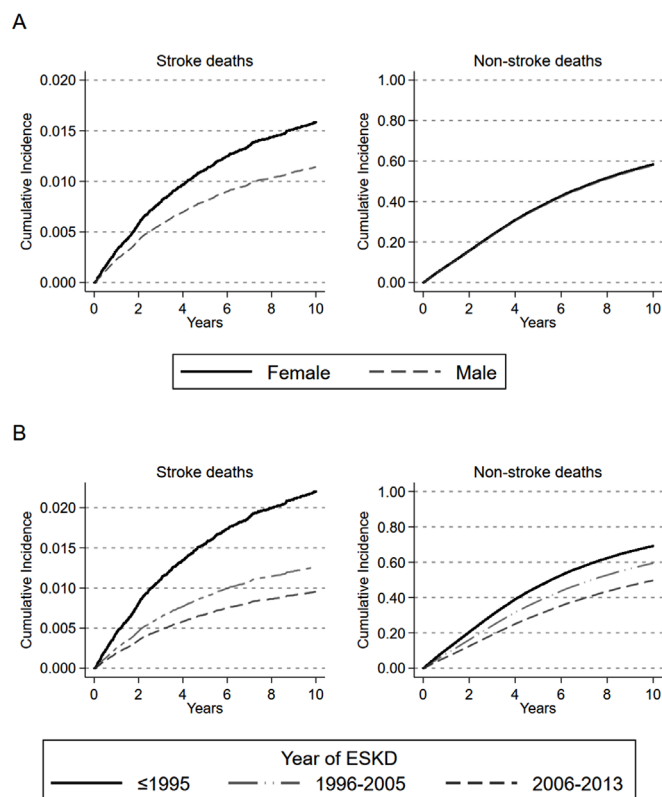 A
Stroke deaths
Non-stroke deaths
0.020
0.015
0.010
0.005
0.000
Cumulative Incidence
0 2 4 6 8 10
Years
1.00
0.80
0.60
0.40
0.20
0.00
Cumulative Incidence
0 2 4 6 8 10
Years
Female Male
B
Stroke deaths
Non-stroke deaths
0.020
0.015
0.010
0.005
0.000
Cumulative Incidence
0 2 4 6 8 10
Years
1.00
0.80
0.60
0.40
0.20
0.00
Cumulative Incidence
0 2 4 6 8 10
Years
Year of ESKD
≤1995 1996-2005 2006-2013